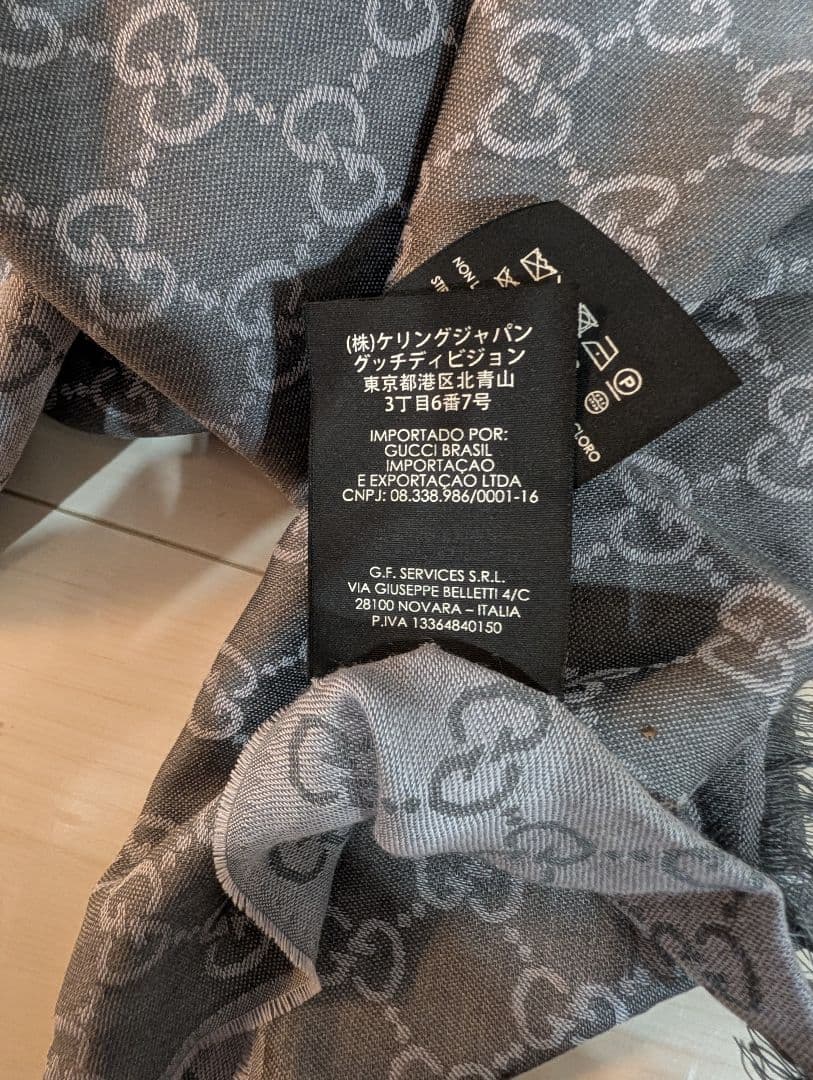 (株)ケリングジャパン
グッチディビジョン
東京都港区北青山
3丁目6番7号
IMPORTADO POR:
GUCCI BRASIL
IMPORTAÇAO
E EXPORTAÇAO LTDA
CNPJ: 08.338.986/0001-16
G.F. SERVICES S.R.L.
VIA GIUSEPPE BELLETTI 4/C
28100 NOVARA – ITALIA
P.IVA 13364840150
NON
CLORO